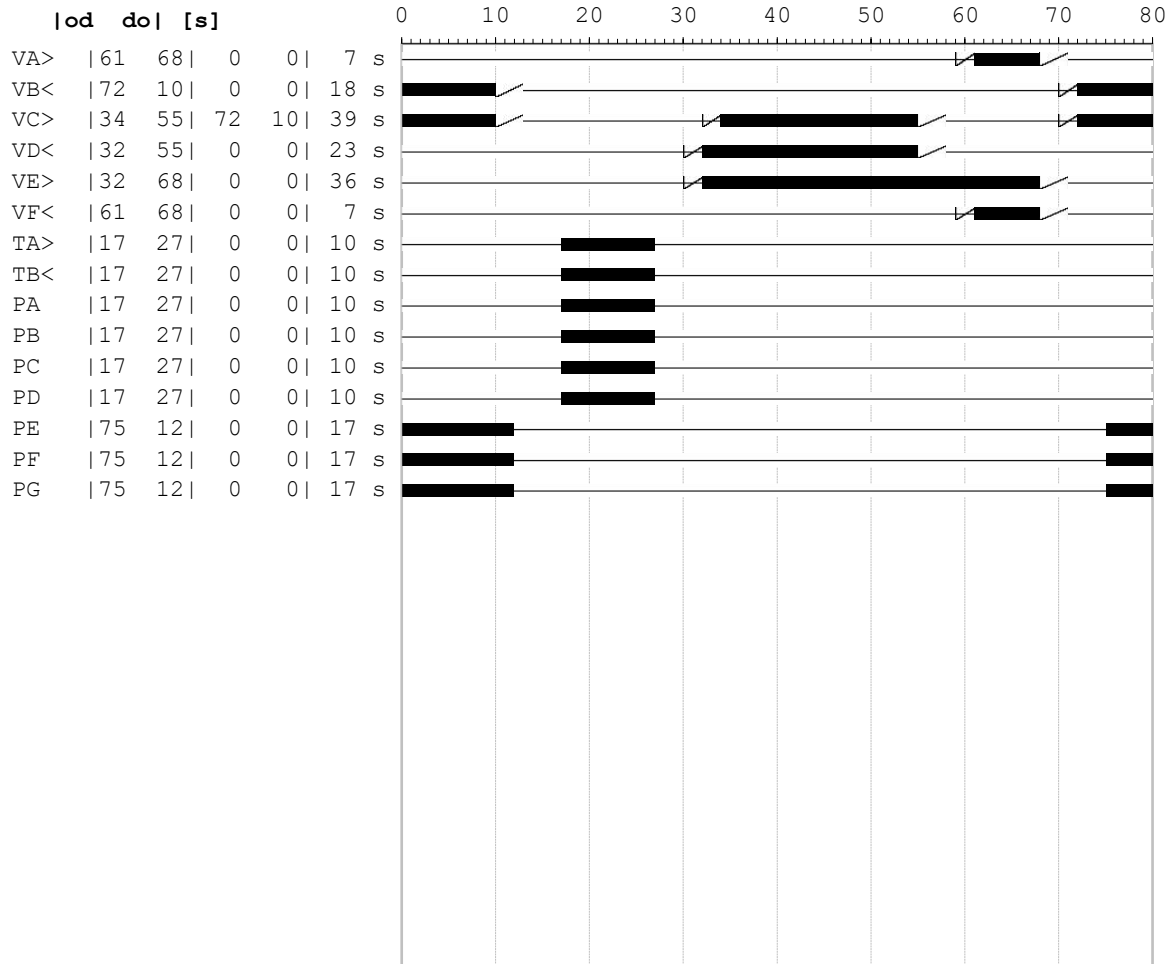 0 10 20 30 40 50 60 70 80
|od do| [s]
VA> |61 68| 0 0| 7 s
VB< |72 10| 0 0| 18 s
VC> |34 55| 72 10| 39 s
VD< |32 55| 0 0| 23 s
VE> |32 68| 0 0| 36 s
VF< |61 68| 0 0| 7 s
TA> |17 27| 0 0| 10 s
TB< |17 27| 0 0| 10 s
PA |17 27| 0 0| 10 s
PB |17 27| 0 0| 10 s
PC |17 27| 0 0| 10 s
PD |17 27| 0 0| 10 s
PE |75 12| 0 0| 17 s
PF |75 12| 0 0| 17 s
PG |75 12| 0 0| 17 s